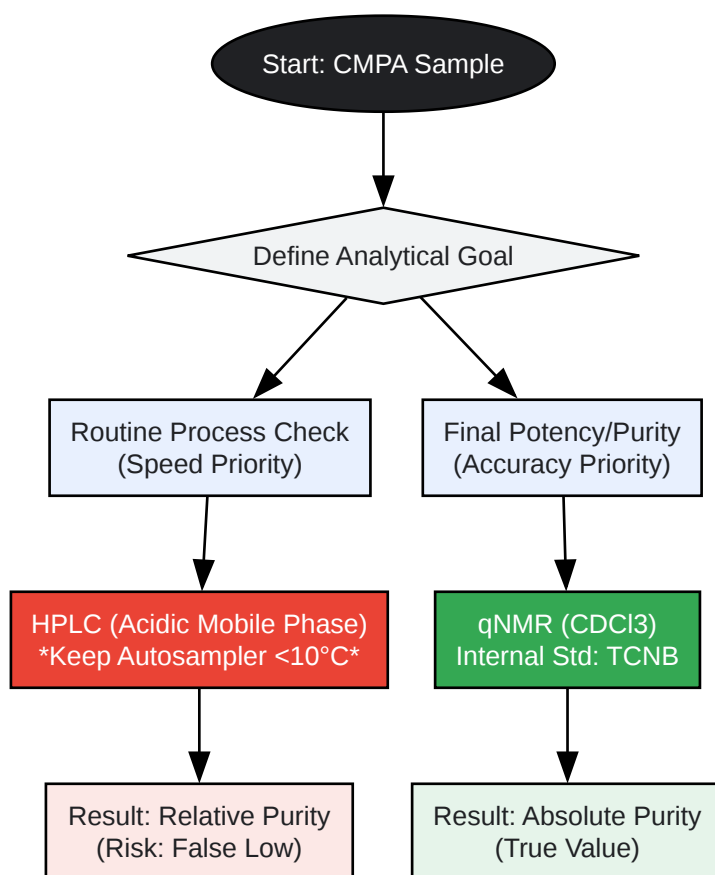 Start: CMPA Sample
Define Analytical Goal
Routine Process Check
(Speed Priority)
Final Potency/Purity
(Accuracy Priority)
HPLC (Acidic Mobile Phase)
*Keep Autosampler <10°C*
qNMR (CDCl3)
Internal Std: TCNB
Result: Relative Purity
(Risk: False Low)
Result: Absolute Purity
(True Value)